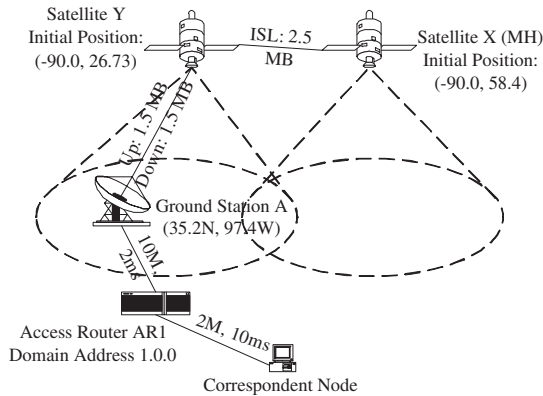 Satellite Y
Initial Position:
(-90.0, 26.73)
ISL: 2.5
MB
Satellite X (MH)
Initial Position:
(-90.0, 58.4)
Up: 1.5 MB
Down: 1.5 MB
Ground Station A
(35.2N, 97.4W)
10M,
2ms
Access Router AR1
Domain Address 1.0.0
2M, 10ms
Correspondent Node